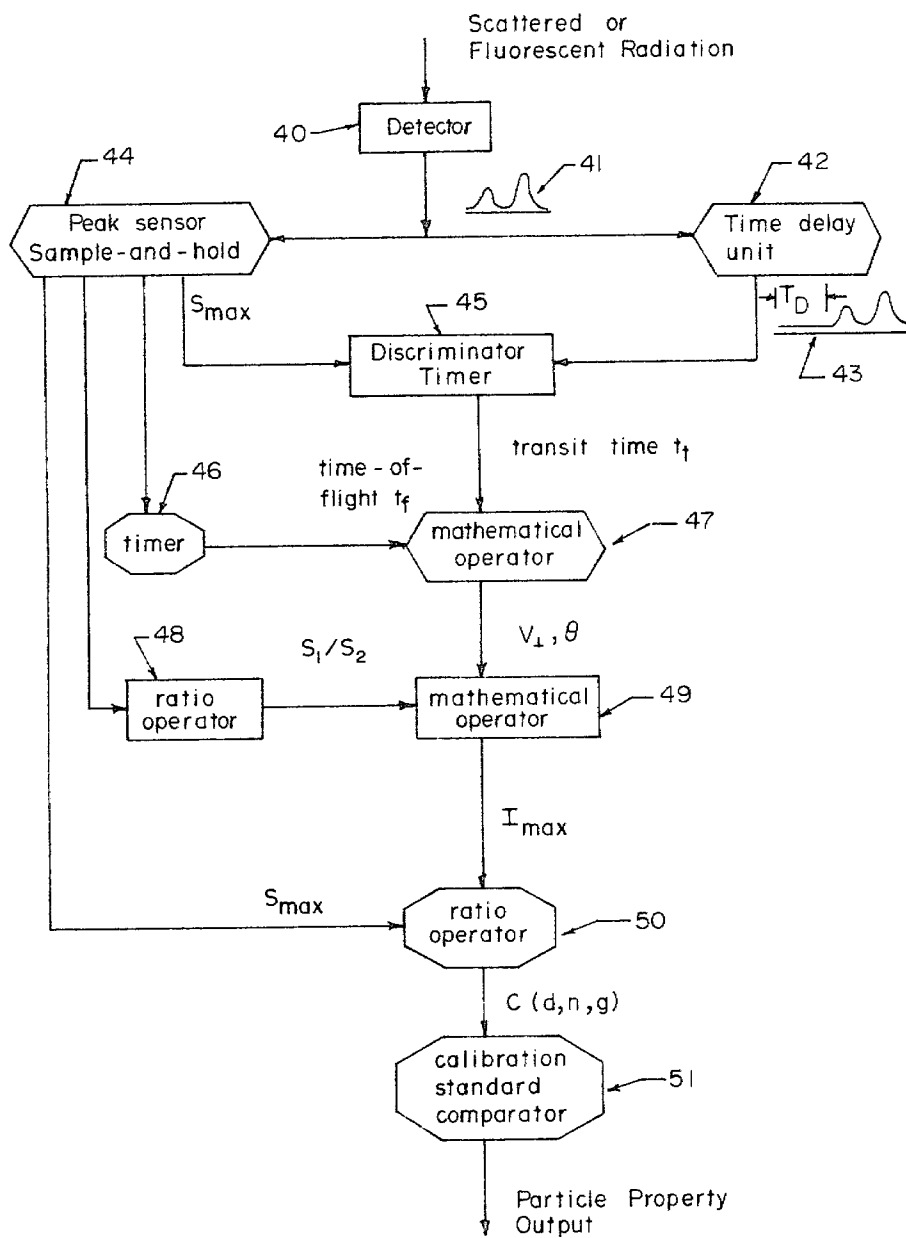 Scattered or
Fluorescent Radiation
40
Detector
44
41
42
Peak sensor
Sample-and-hold
Time delay
unit
Smax
45
TD
Discriminator
Timer
43
transit time tt
46
time-of-
flight tf
timer
mathematical
operator
47
V⊥, θ
48
S1/S2
ratio
operator
mathematical
operator
49
Imax
Smax
ratio
operator
50
C (d,n,g)
calibration
standard
comparator
51
Particle Property
Output